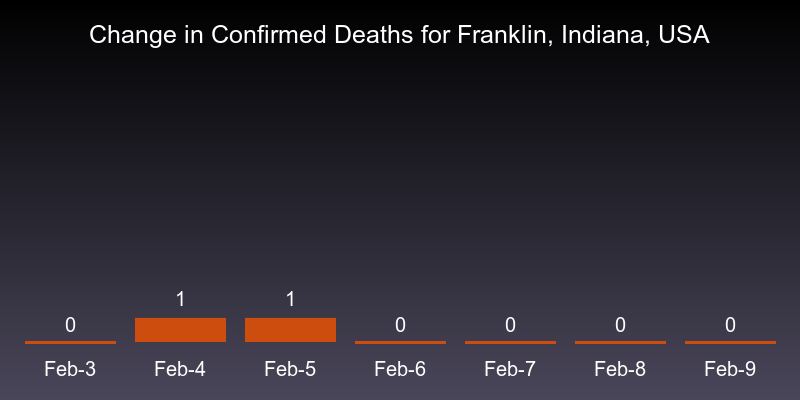 Change in Confirmed Deaths for Franklin, Indiana, USA
0 1 1 0 0 0 0
Feb-3 Feb-4 Feb-5 Feb-6 Feb-7 Feb-8 Feb-9